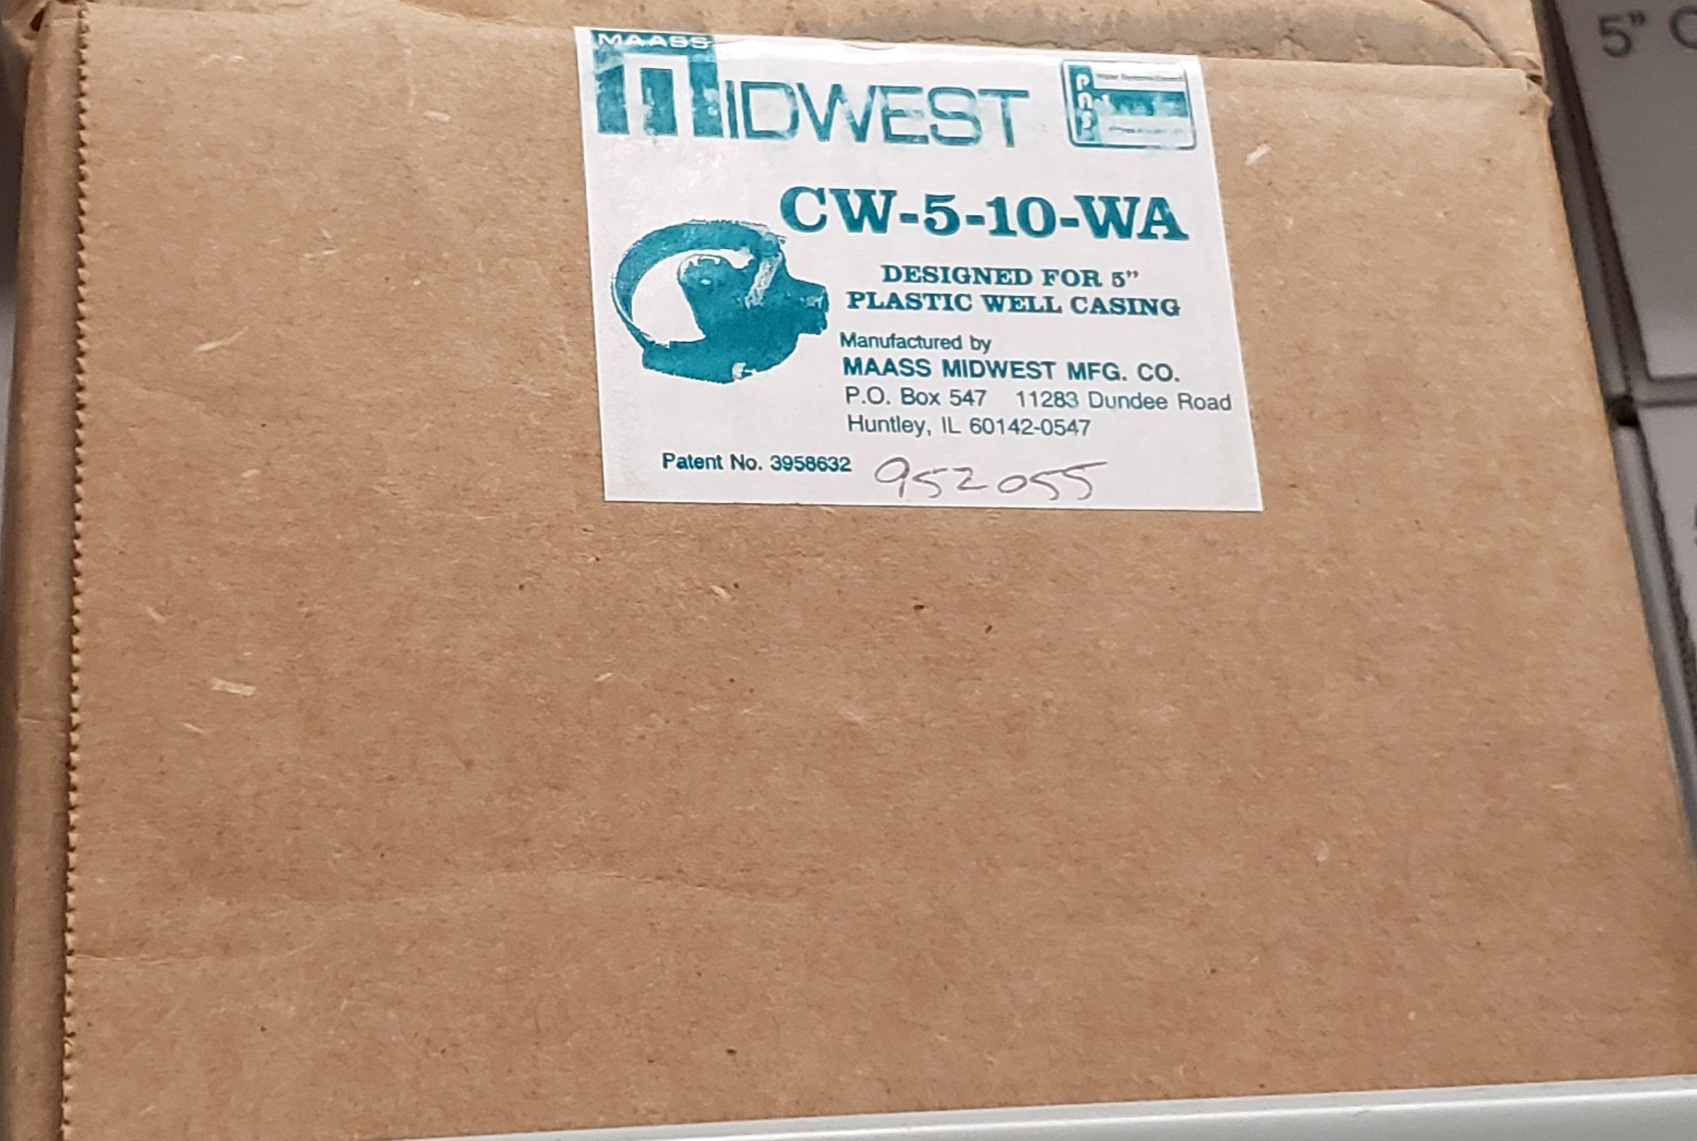 MAASS
MIDWEST
CW-5-10-WA
DESIGNED FOR 5”
PLASTIC WELL CASING
Manufactured by
MAASS MIDWEST MFG. CO.
P.O. Box 547 11283 Dundee Road
Huntley, IL 60142-0547
Patent No. 3958632 952055
5" C